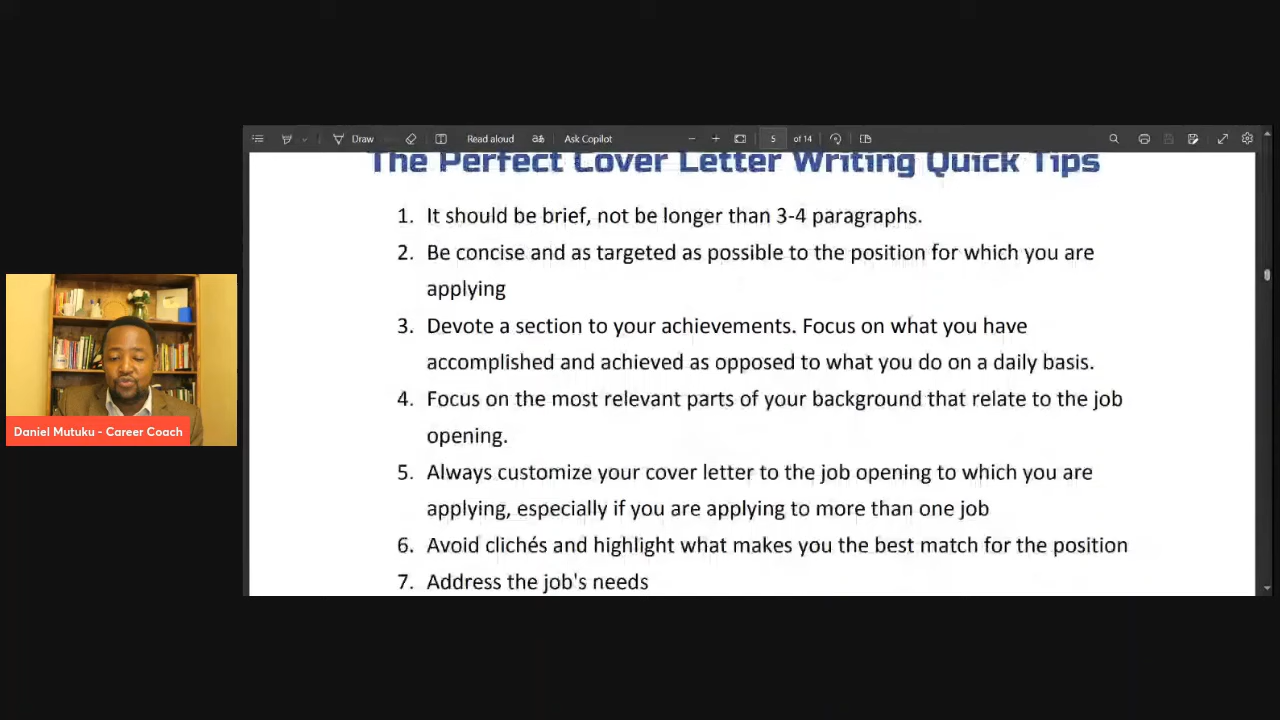 Draw
Read aloud
Ask Copilot
5 of 14
The Perfect Cover Letter Writing Quick Tips
1. It should be brief, not be longer than 3-4 paragraphs.
2. Be concise and as targeted as possible to the position for which you are
applying
3. Devote a section to your achievements. Focus on what you have
accomplished and achieved as opposed to what you do on a daily basis.
4. Focus on the most relevant parts of your background that relate to the job
opening.
5. Always customize your cover letter to the job opening to which you are
applying, especially if you are applying to more than one job
6. Avoid clichés and highlight what makes you the best match for the position
7. Address the job's needs
Daniel Mutuku - Career Coach